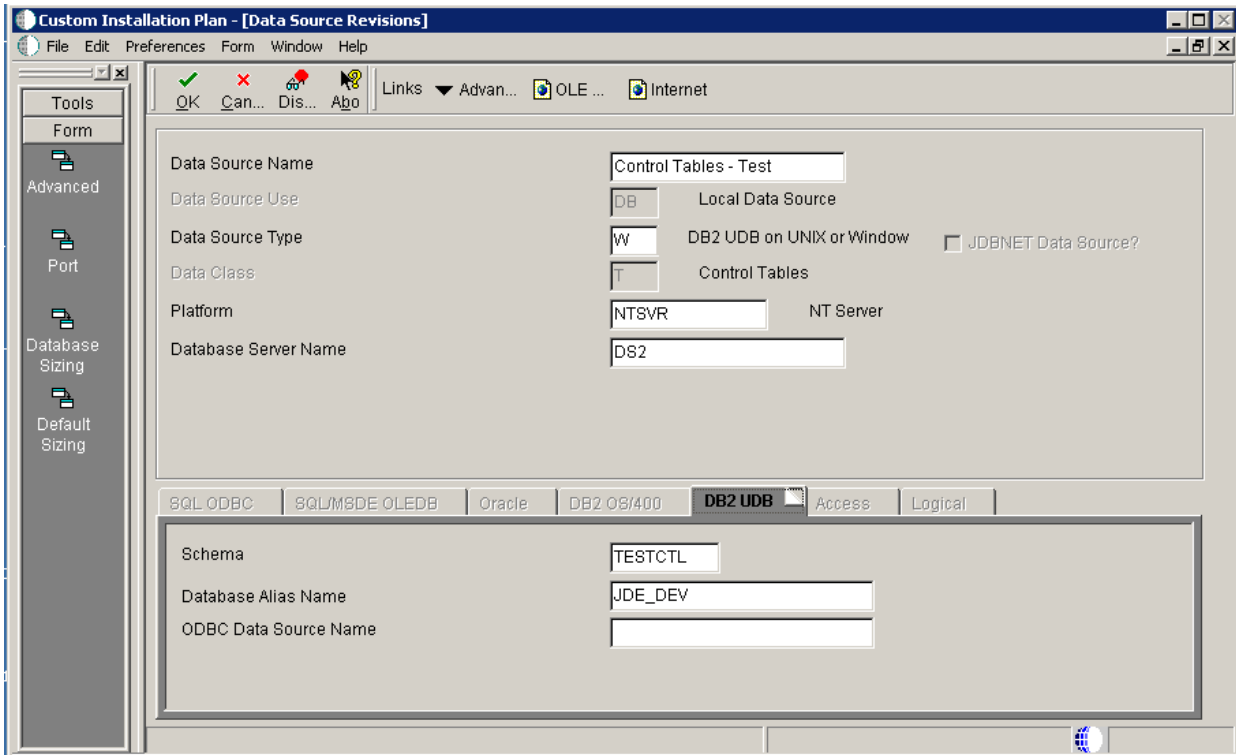 Custom Installation Plan - [Data Source Revisions]
File Edit Preferences Form Window Help
Tools
Form
Advanced
Port
Database
Sizing
Default
Sizing
OK Can... Dis... Abo Links Advan... OLE ... Internet
Data Source Name Control Tables - Test
Data Source Use DB Local Data Source
Data Source Type W DB2 UDB on UNIX or Window JDBNET Data Source?
Data Class T Control Tables
Platform NTSVR NT Server
Database Server Name DS2
SQL ODBC SQL/MSDE OLEDB Oracle DB2 OS/400 DB2 UDB Access Logical
Schema TESTCTL
Database Alias Name JDE_DEV
ODBC Data Source Name